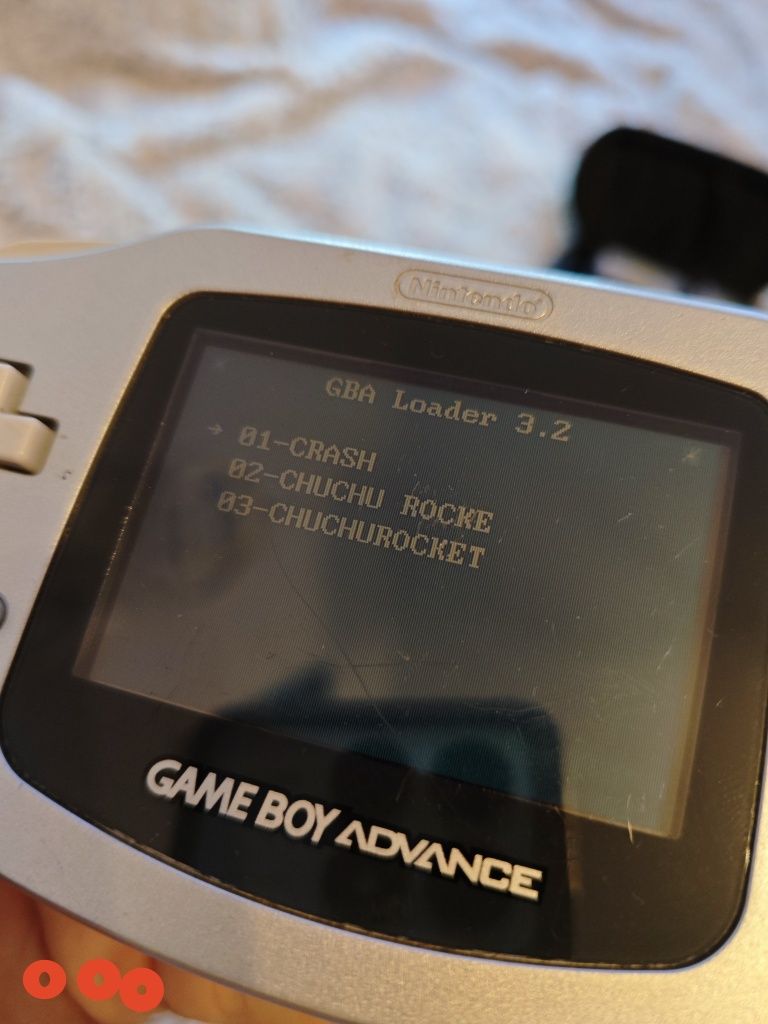 Nintendo
GBA Loader 3.2
→ 01-CRASH
02-CHUCHU ROCKE
03-CHUCHUROCKET
GAME BOY ADVANCE